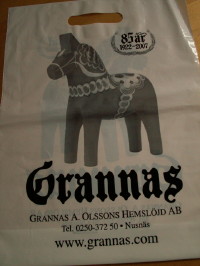 85 år
1922-2007
Grannas
GRANNAS A. OLSSONS HEMSLÖJD AB
Tel. 0250-372 50 • Nusnäs
www.grannas.com